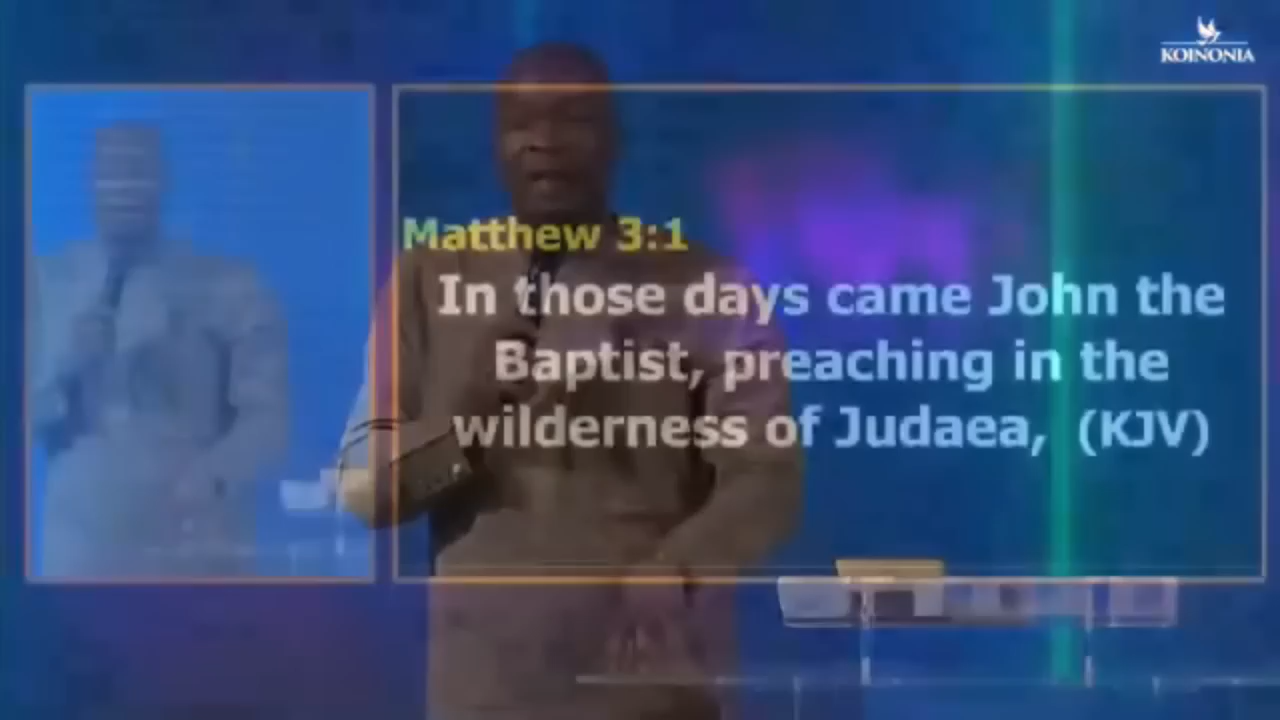 KOINONIA
Matthew 3:1
In those days came John the
Baptist, preaching in the
wilderness of Judaea, (KJV)